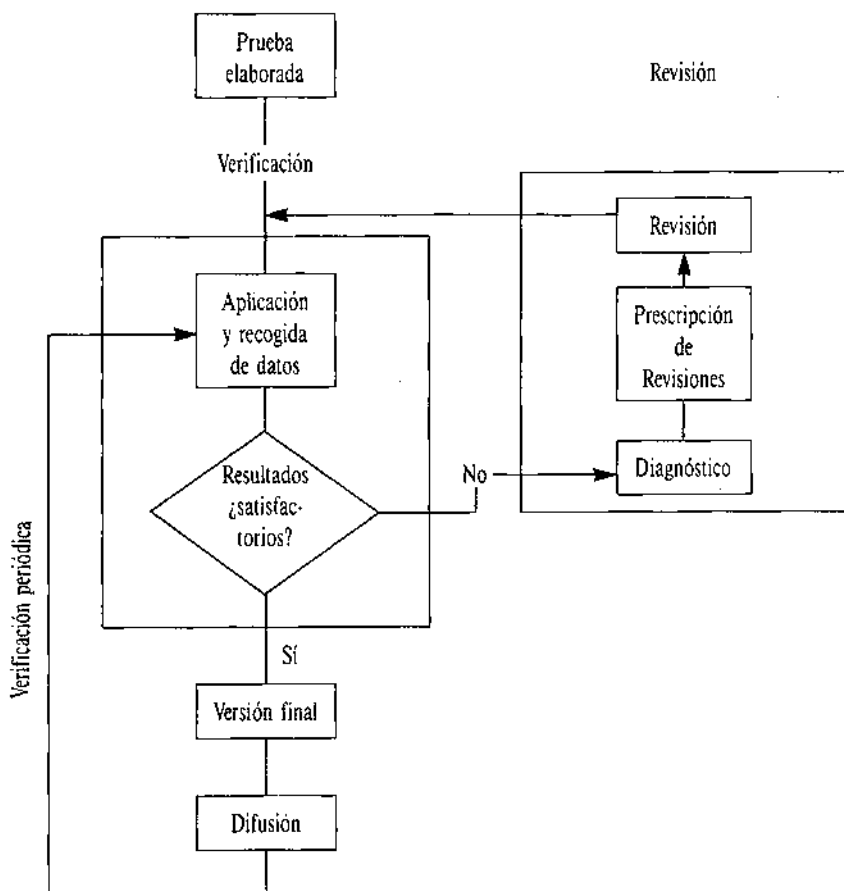 Prueba
elaborada
Revisión
Verificación
Revisión
Aplicación
y recogida
de datos
Prescripción
de
Revisiones
Resultados
¿satisfac-
torios?
No
Diagnóstico
Verificación periódica
Sí
Versión final
Difusión